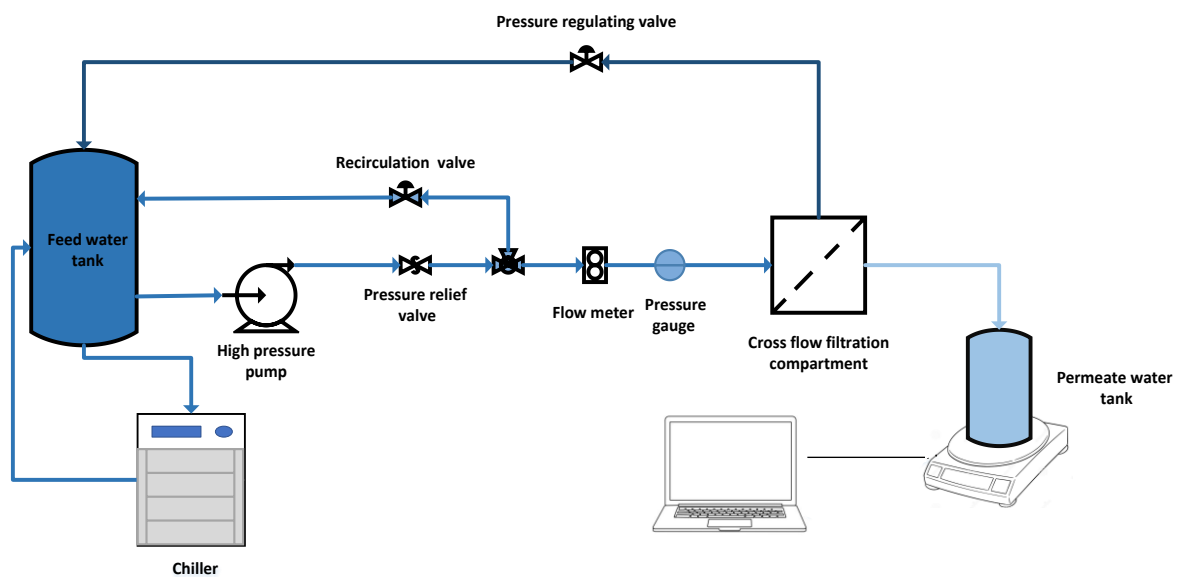 Pressure regulating valve
Recirculation valve
Feed water
tank
Pressure relief
valve
Flow meter
Pressure
gauge
High pressure
pump
Cross flow filtration
compartment
Permeate water
tank
Chiller